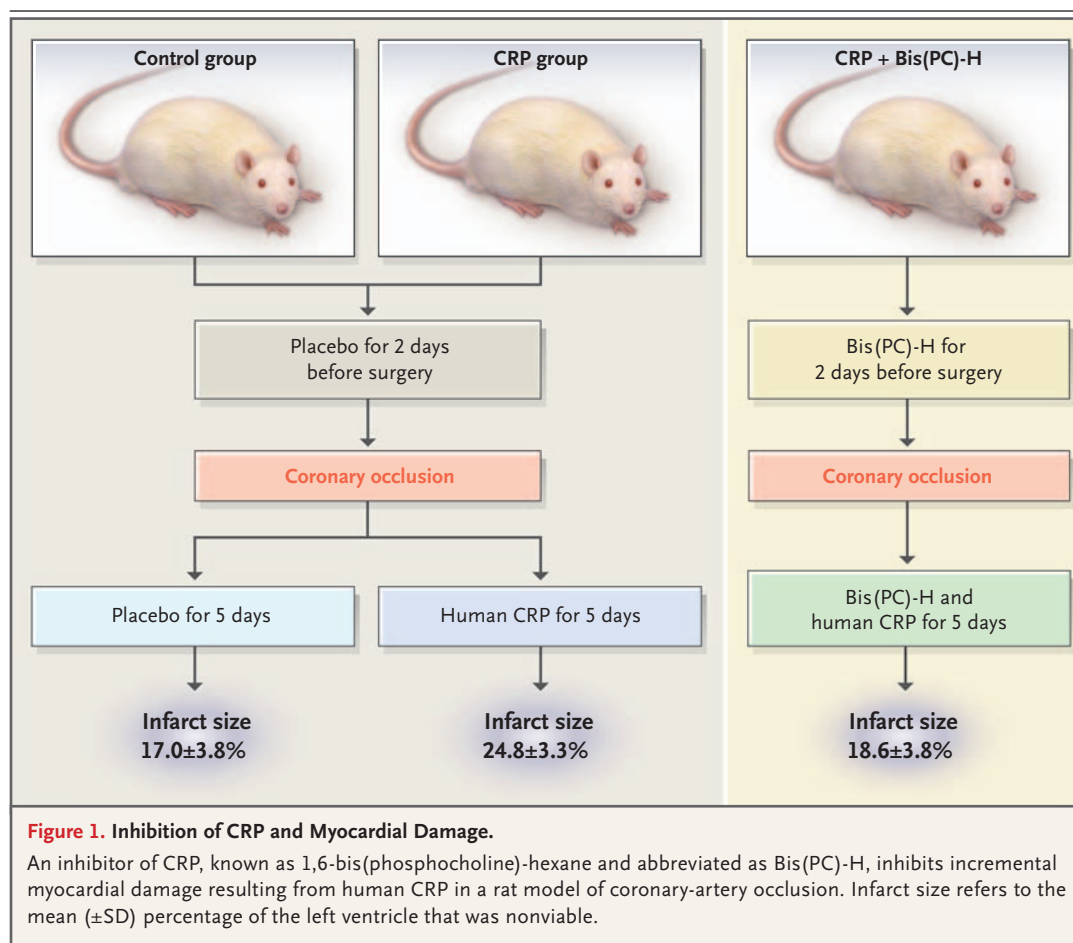 Control group
CRP group
CRP + Bis(PC)-H
Placebo for 2 days
before surgery
Bis(PC)-H for
2 days before surgery
Coronary occlusion
Coronary occlusion
Placebo for 5 days
Human CRP for 5 days
Bis(PC)-H and
human CRP for 5 days
Infarct size
17.0±3.8%
Infarct size
24.8±3.3%
Infarct size
18.6±3.8%
Figure 1. Inhibition of CRP and Myocardial Damage.
An inhibitor of CRP, known as 1,6-bis(phosphocholine)-hexane and abbreviated as Bis(PC)-H, inhibits incremental
myocardial damage resulting from human CRP in a rat model of coronary-artery occlusion. Infarct size refers to the
mean (±SD) percentage of the left ventricle that was nonviable.